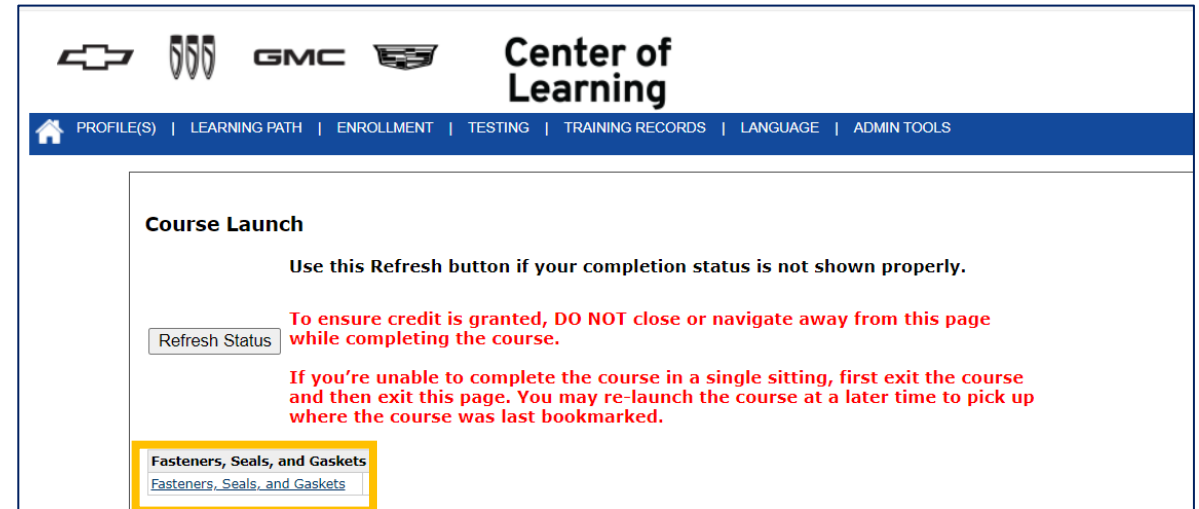 GMC
Center of
Learning
PROFILE(S) | LEARNING PATH | ENROLLMENT | TESTING | TRAINING RECORDS | LANGUAGE | ADMIN TOOLS
Course Launch
Use this Refresh button if your completion status is not shown properly.
To ensure credit is granted, DO NOT close or navigate away from this page
Refresh Status while completing the course.
If you're unable to complete the course in a single sitting, first exit the course
and then exit this page. You may re-launch the course at a later time to pick up
where the course was last bookmarked.
Fasteners, Seals, and Gaskets
Fasteners, Seals, and Gaskets